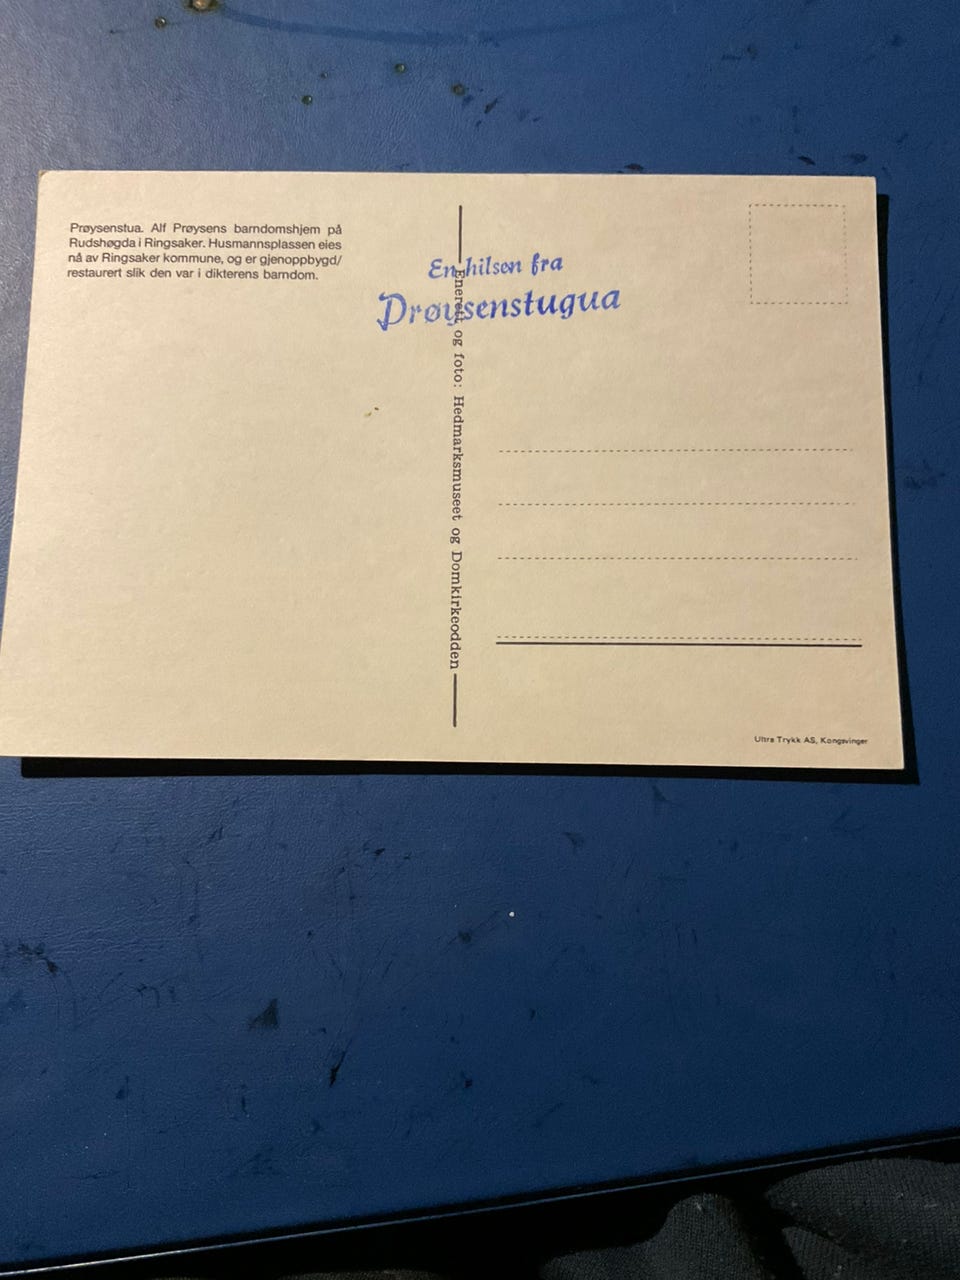 Prøysenstua. Alf Prøysens barndomshjem på
Rudshøgda i Ringsaker. Husmannsplassen eies
nå av Ringsaker kommune, og er gjenoppbygd/
restaurert slik den var i dikterens barndom.
En hilsen fra
Prøysenstugua
Enerett og foto: Hedmarksmuseet og Domkirkeodden
Ultra Trykk AS, Kongsvinger